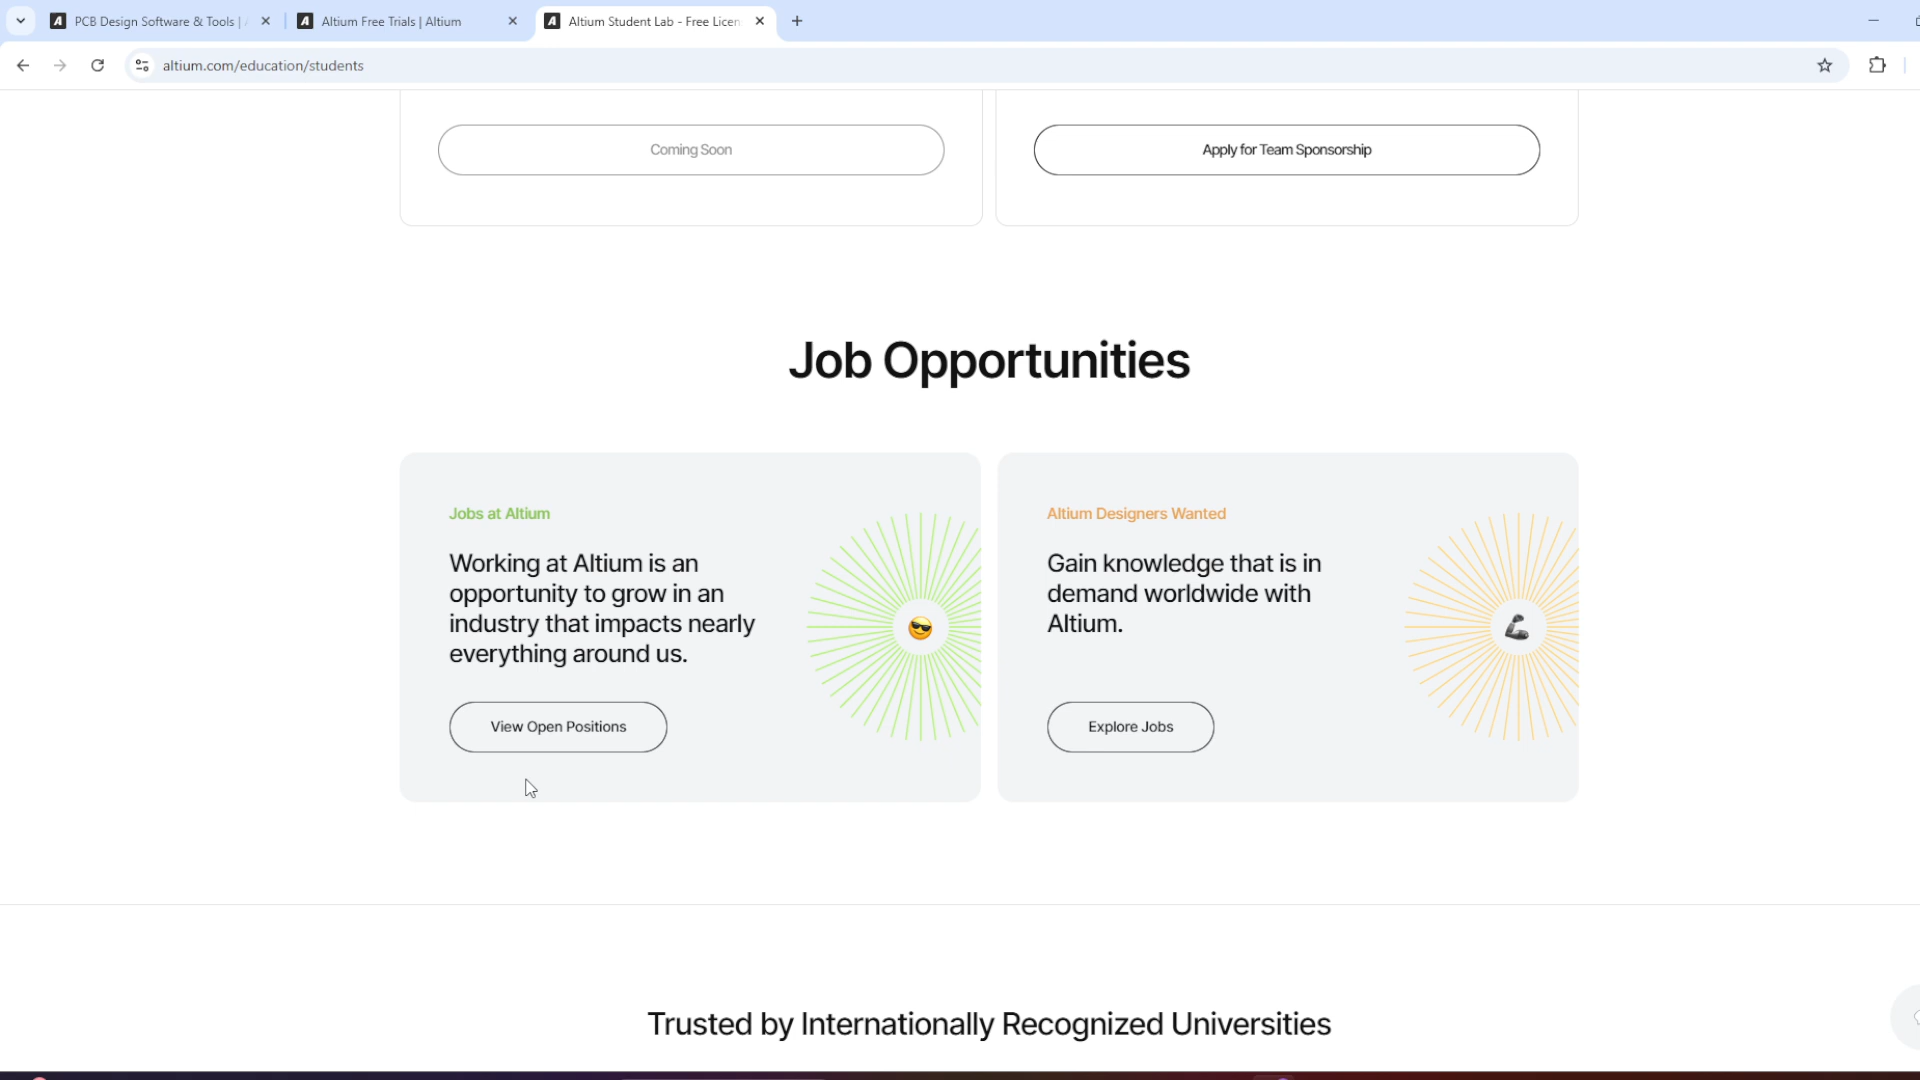 PCB Design Software & Tools |
Altium Free Trials | Altium
Altium Student Lab - Free Licen
altium.com/education/students
Coming Soon
Apply for Team Sponsorship
Job Opportunities
Jobs at Altium
Working at Altium is an
opportunity to grow in an
industry that impacts nearly
everything around us.
View Open Positions
Altium Designers Wanted
Gain knowledge that is in
demand worldwide with
Altium.
Explore Jobs
Trusted by Internationally Recognized Universities